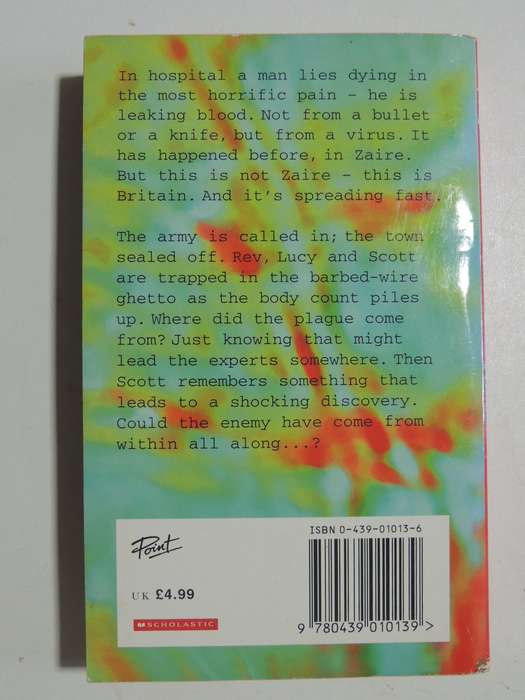 In hospital a man lies dying in
the most horrific pain – he is
leaking blood. Not from a bullet
or a knife, but from a virus. It
has happened before, in Zaire.
But this is not Zaire – this is
Britain. And it's spreading fast.
The army is called in; the town
sealed off. Rev, Lucy and Scott
are trapped in the barbed-wire
ghetto as the body count piles
up. Where did the plague come
from? Just knowing that might
lead the experts somewhere. Then
Scott remembers something that
leads to a shocking discovery.
Could the enemy have come from
within all along...?
Point
UK £4.99
SCHOLASTIC
ISBN 0-439-01013-6
9 780439 010139 >